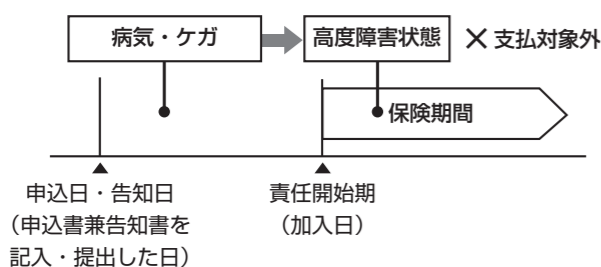 病気・ケガ
高度障害状態
✕ 支払対象外
保険期間
申込日・告知日
（申込書兼告知書を
記入・提出した日）
責任開始期
（加入日）